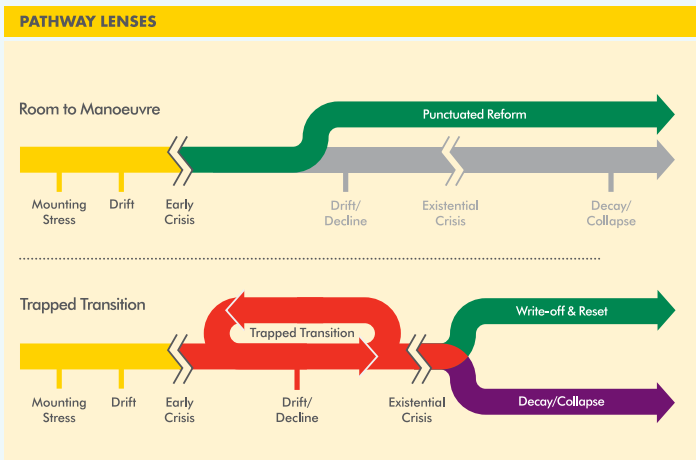 PATHWAY LENSES
Room to Manoeuvre
Punctuated Reform
Mounting
Stress
Drift
Early
Crisis
Drift/
Decline
Existential
Crisis
Decay/
Collapse
Trapped Transition
Write-off & Reset
Trapped Transition
Mounting
Stress
Drift
Early
Crisis
Drift/
Decline
Existential
Crisis
Decay/Collapse